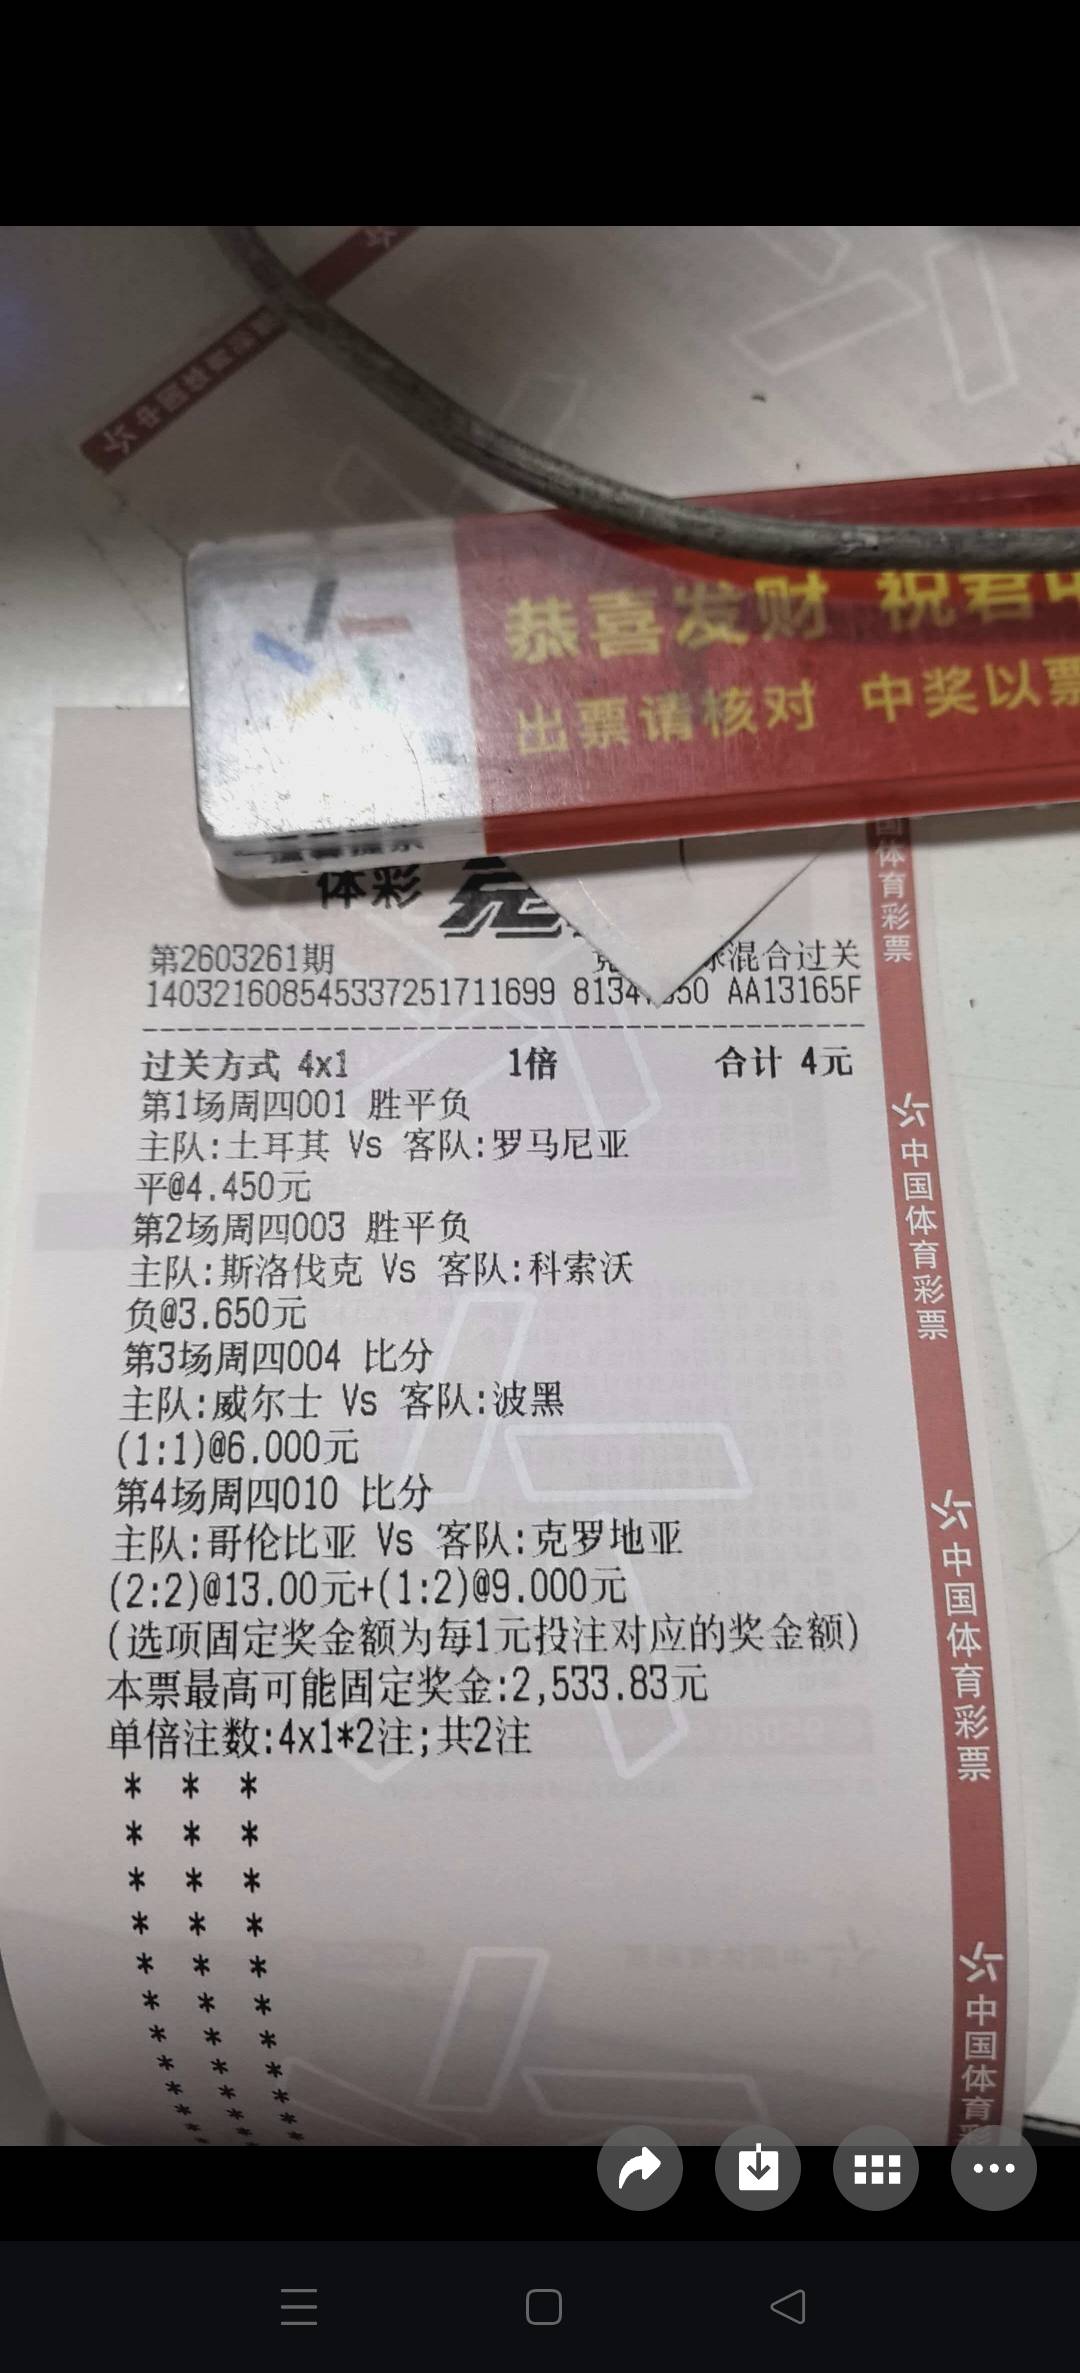 恭喜发财 祝君中
出票请核对 中奖以票
体彩
第2603261期 混合过关
140321608545337251711699 AA13165F
过关方式 4x1 1倍 合计 4元
第1场周四001 胜平负
主队:土耳其 Vs 客队:罗马尼亚
平@4.450元
第2场周四003 胜平负
主队:斯洛伐克 Vs 客队:科索沃
负@3.650元
第3场周四004 比分
主队:威尔士 Vs 客队:波黑
(1:1)@6.000元
第4场周四010 比分
主队:哥伦比亚 Vs 客队:克罗地亚
(2:2)@13.00元+(1:2)@9.000元
(选项固定奖金额为每1元投注对应的奖金额)
本票最高可能固定奖金:2,533.83元
单倍注数:4x1*2注;共2注
* * *
* * *
* * *
* * *
* * *
* * *
* * *
* * *
* * *
* * *
国体育彩票
中国体育彩票
中国体育彩票
中国体育彩